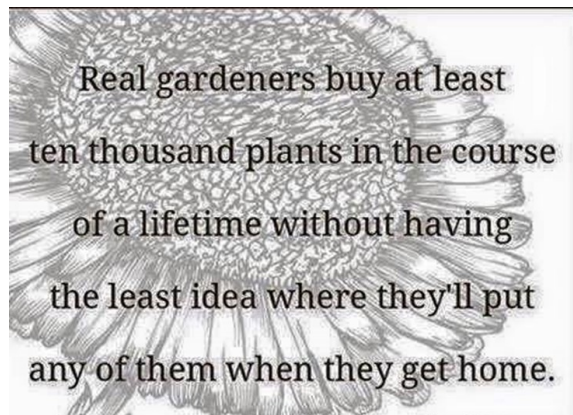 Real gardeners buy at least
ten thousand plants in the course
of a lifetime without having
the least idea where they'll put
any of them when they get home.